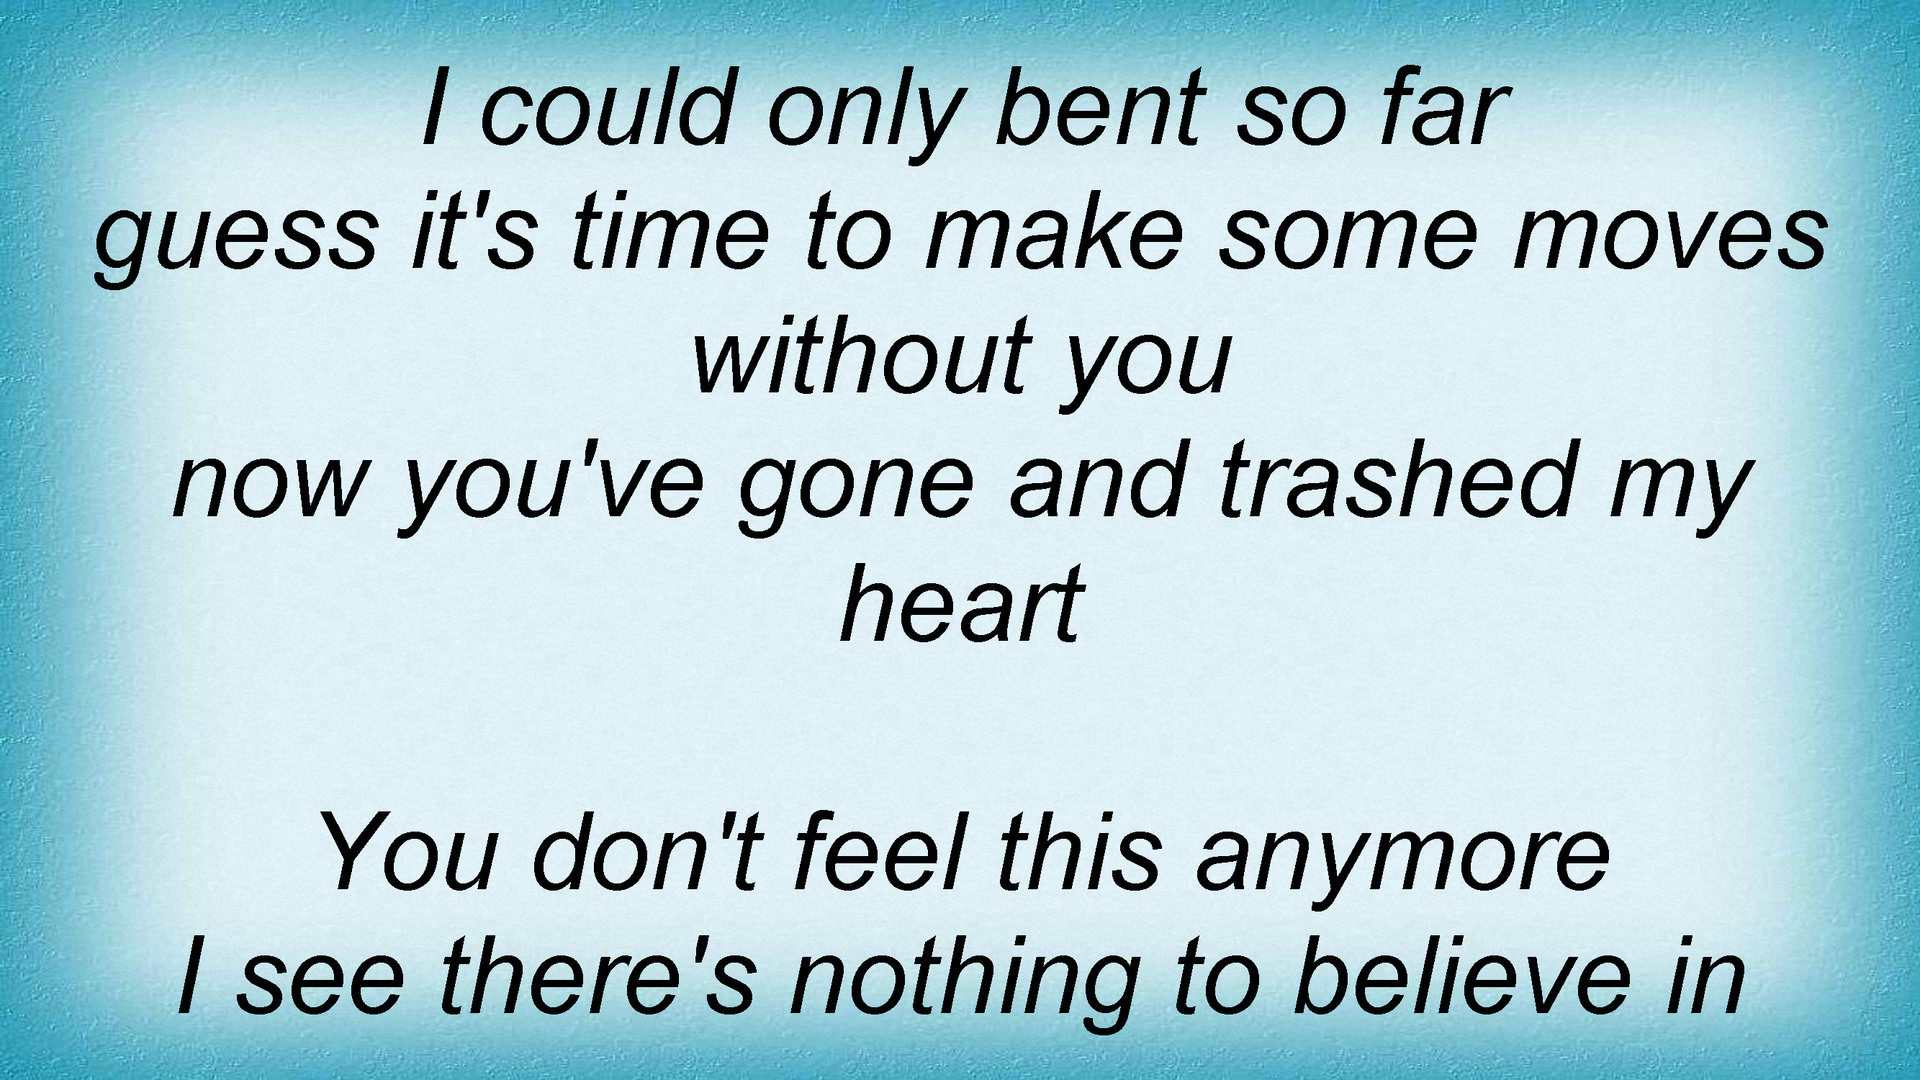 I could only bent so far
guess it's time to make some moves
without you
now you've gone and trashed my
heart
You don't feel this anymore
I see there's nothing to believe in